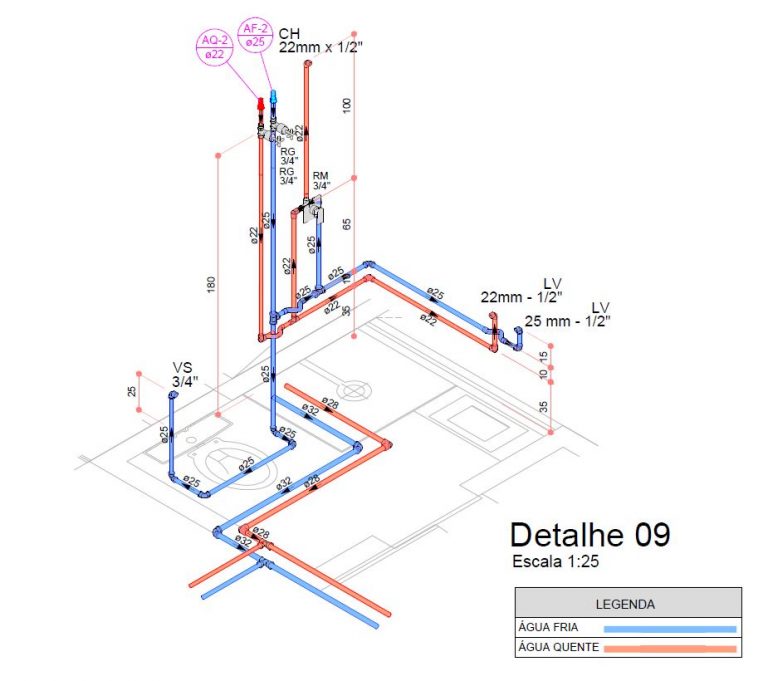 AQ-2
ø22
AF-2
ø25
CH
22mm x 1/2"
100
ø22
RG
3/4"
RG
3/4"
RM
3/4"
ø25
ø22
65
ø25
180
ø22
ø25
ø25
ø22
35
ø25
ø22
LV
22mm - 1/2"
LV
25 mm - 1/2"
15
10
35
VS
3/4"
25
ø25
ø25
ø32
ø28
ø25
ø25
ø25
ø32
ø28
ø28
ø32
Detalhe 09
Escala 1:25
LEGENDA
ÁGUA FRIA
ÁGUA QUENTE